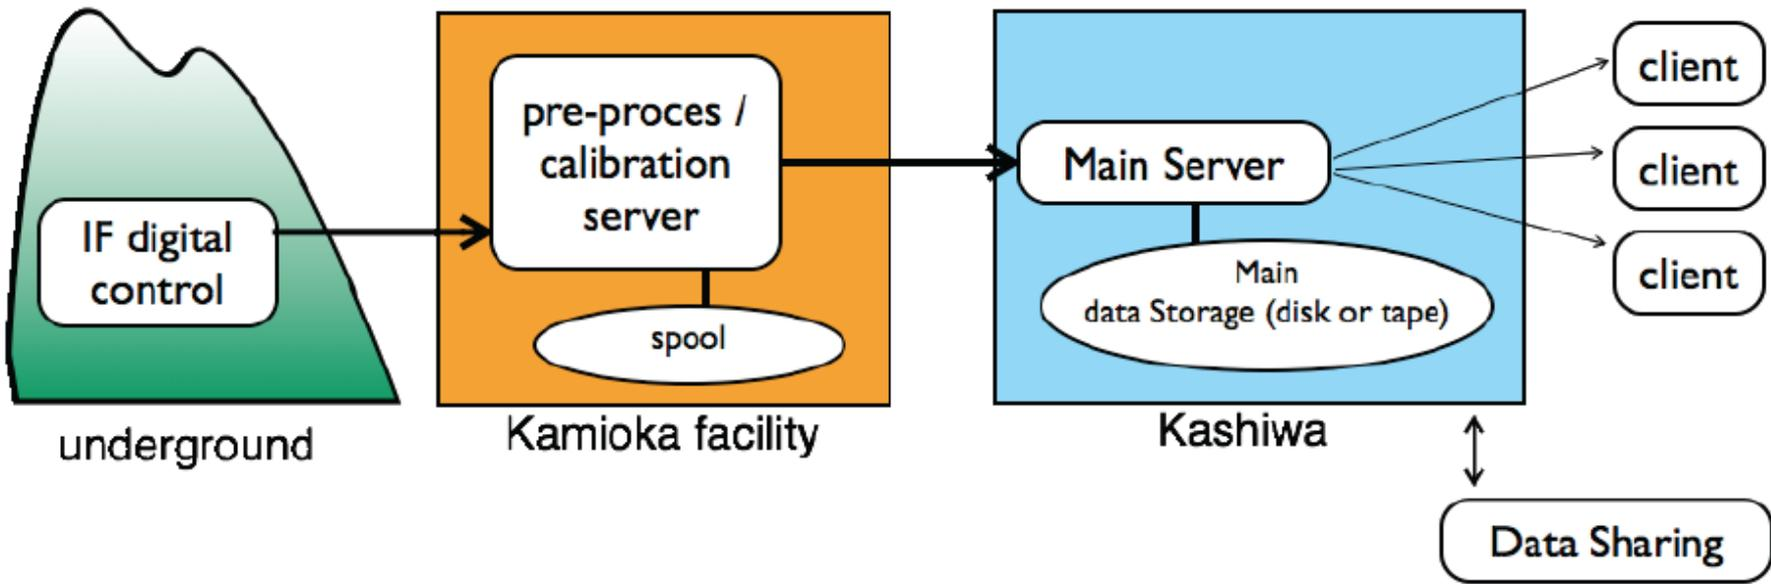 IF digital
control
underground
pre-proces /
calibration
server
spool
Kamioka facility
Main Server
Main
data Storage (disk or tape)
Kashiwa
client
client
client
Data Sharing